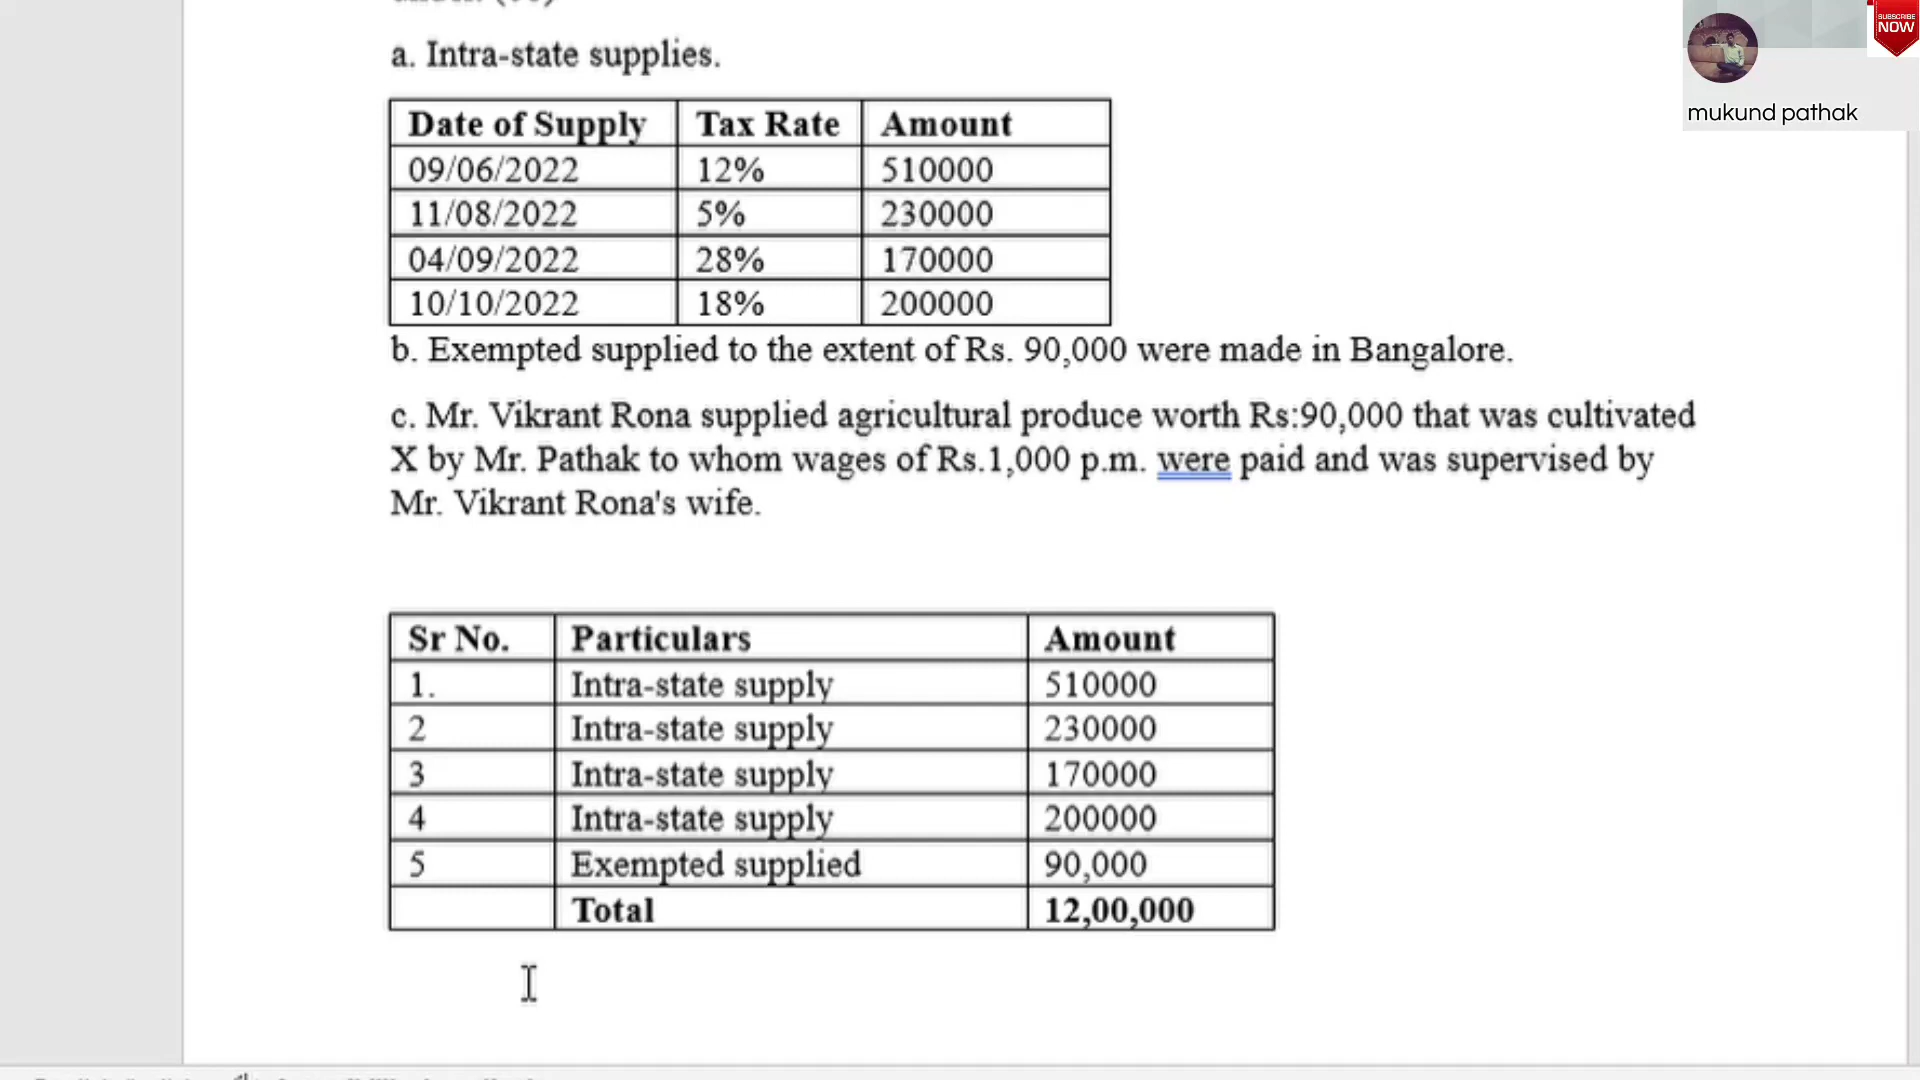 a. Intra-state supplies.
SUBSCRIBE
NOW
mukund pathak
Date of Supply Tax Rate Amount
09/06/2022 12% 510000
11/08/2022 5% 230000
04/09/2022 28% 170000
10/10/2022 18% 200000
b. Exempted supplied to the extent of Rs. 90,000 were made in Bangalore.
c. Mr. Vikrant Rona supplied agricultural produce worth Rs:90,000 that was cultivated
X by Mr. Pathak to whom wages of Rs.1,000 p.m. were paid and was supervised by
Mr. Vikrant Rona's wife.
Sr No. Particulars Amount
1. Intra-state supply 510000
2 Intra-state supply 230000
3 Intra-state supply 170000
4 Intra-state supply 200000
5 Exempted supplied 90,000
Total 12,00,000